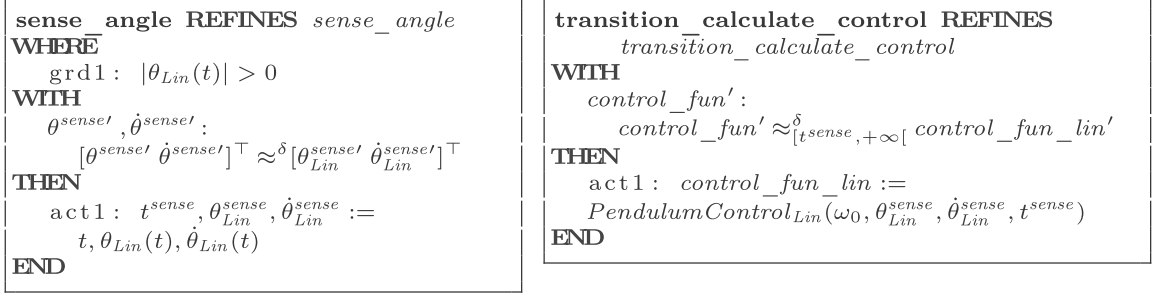 sense_angle REFINES sense_angle
WHERE
grd1: |θ_Lin(t)| > 0
WITH
θ^sense′, θ̇^sense′:
[θ^sense′ θ̇^sense′]^⊤ ≈^δ [θ_Lin^sense′ θ̇_Lin^sense′]^⊤
THEN
act1: t^sense, θ_Lin^sense, θ̇_Lin^sense :=
t, θ_Lin(t), θ̇_Lin(t)
END
transition_calculate_control REFINES
transition_calculate_control
WITH
control_fun′:
control_fun′ ≈^δ_[t^sense,+∞[ control_fun_lin′
THEN
act1: control_fun_lin :=
PendulumControl_Lin(ω_0, θ_Lin^sense, θ̇_Lin^sense, t^sense)
END